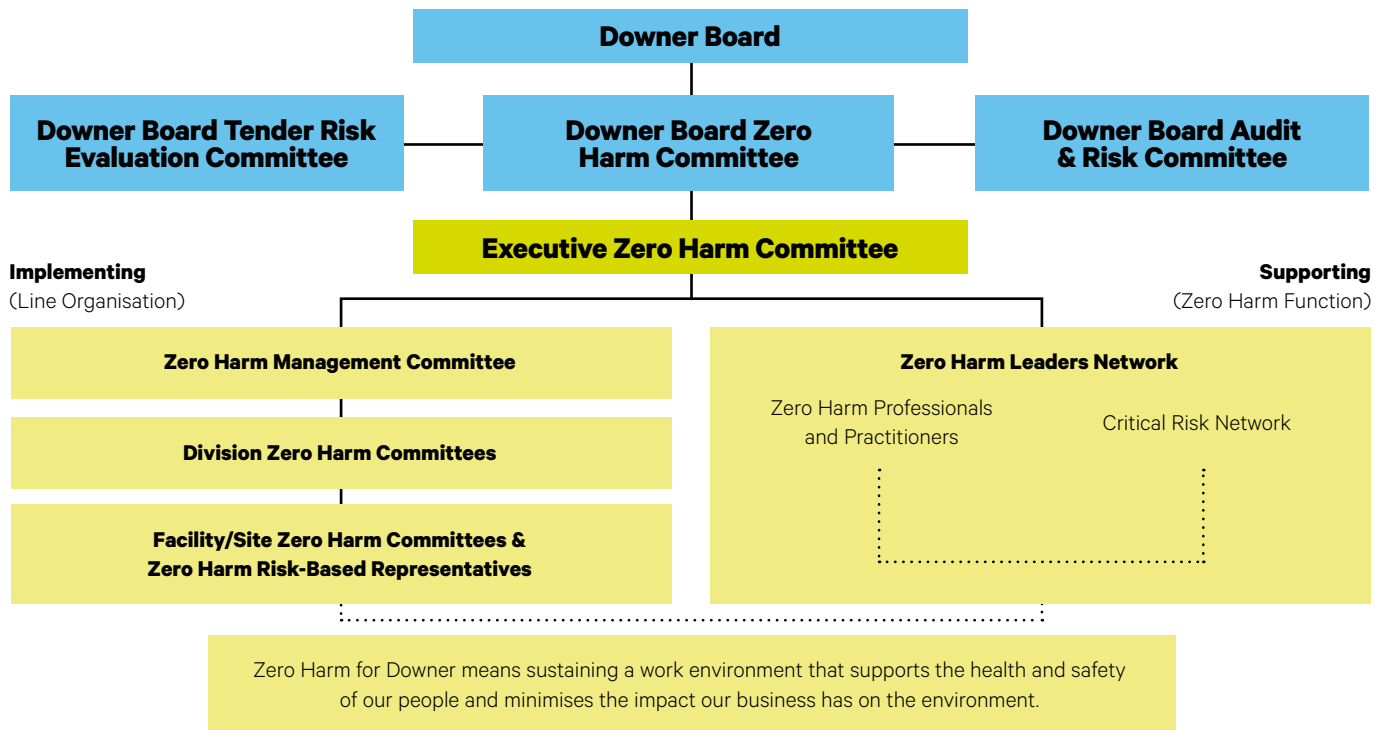 Downer Board
Downer Board Tender Risk
Evaluation Committee
Downer Board Zero
Harm Committee
Downer Board Audit
& Risk Committee
Executive Zero Harm Committee
Implementing
(Line Organisation)
Supporting
(Zero Harm Function)
Zero Harm Management Committee
Division Zero Harm Committees
Facility/Site Zero Harm Committees &
Zero Harm Risk-Based Representatives
Zero Harm Leaders Network
Zero Harm Professionals
and Practitioners
Critical Risk Network
Zero Harm for Downer means sustaining a work environment that supports the health and safety
of our people and minimises the impact our business has on the environment.